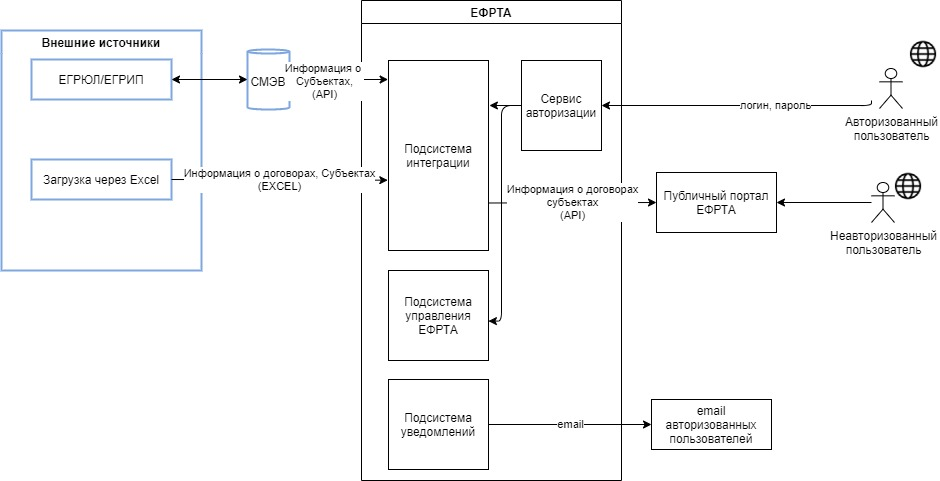 ЕФРТА
Внешние источники
ЕГРЮЛ/ЕГРИП
СМЭВ
Информация о
Субъектах,
(API)
Сервис
авторизации
логин, пароль
Авторизованный
пользователь
Подсистема
интеграции
Загрузка через Excel
Информация о договорах, Субъектах
(EXCEL)
Информация о договорах
субъектах
(API)
Публичный портал
ЕФРТА
Неавторизованный
пользователь
Подсистема
управления
ЕФРТА
Подсистема
уведомлений
email
email
авторизованных
пользователей